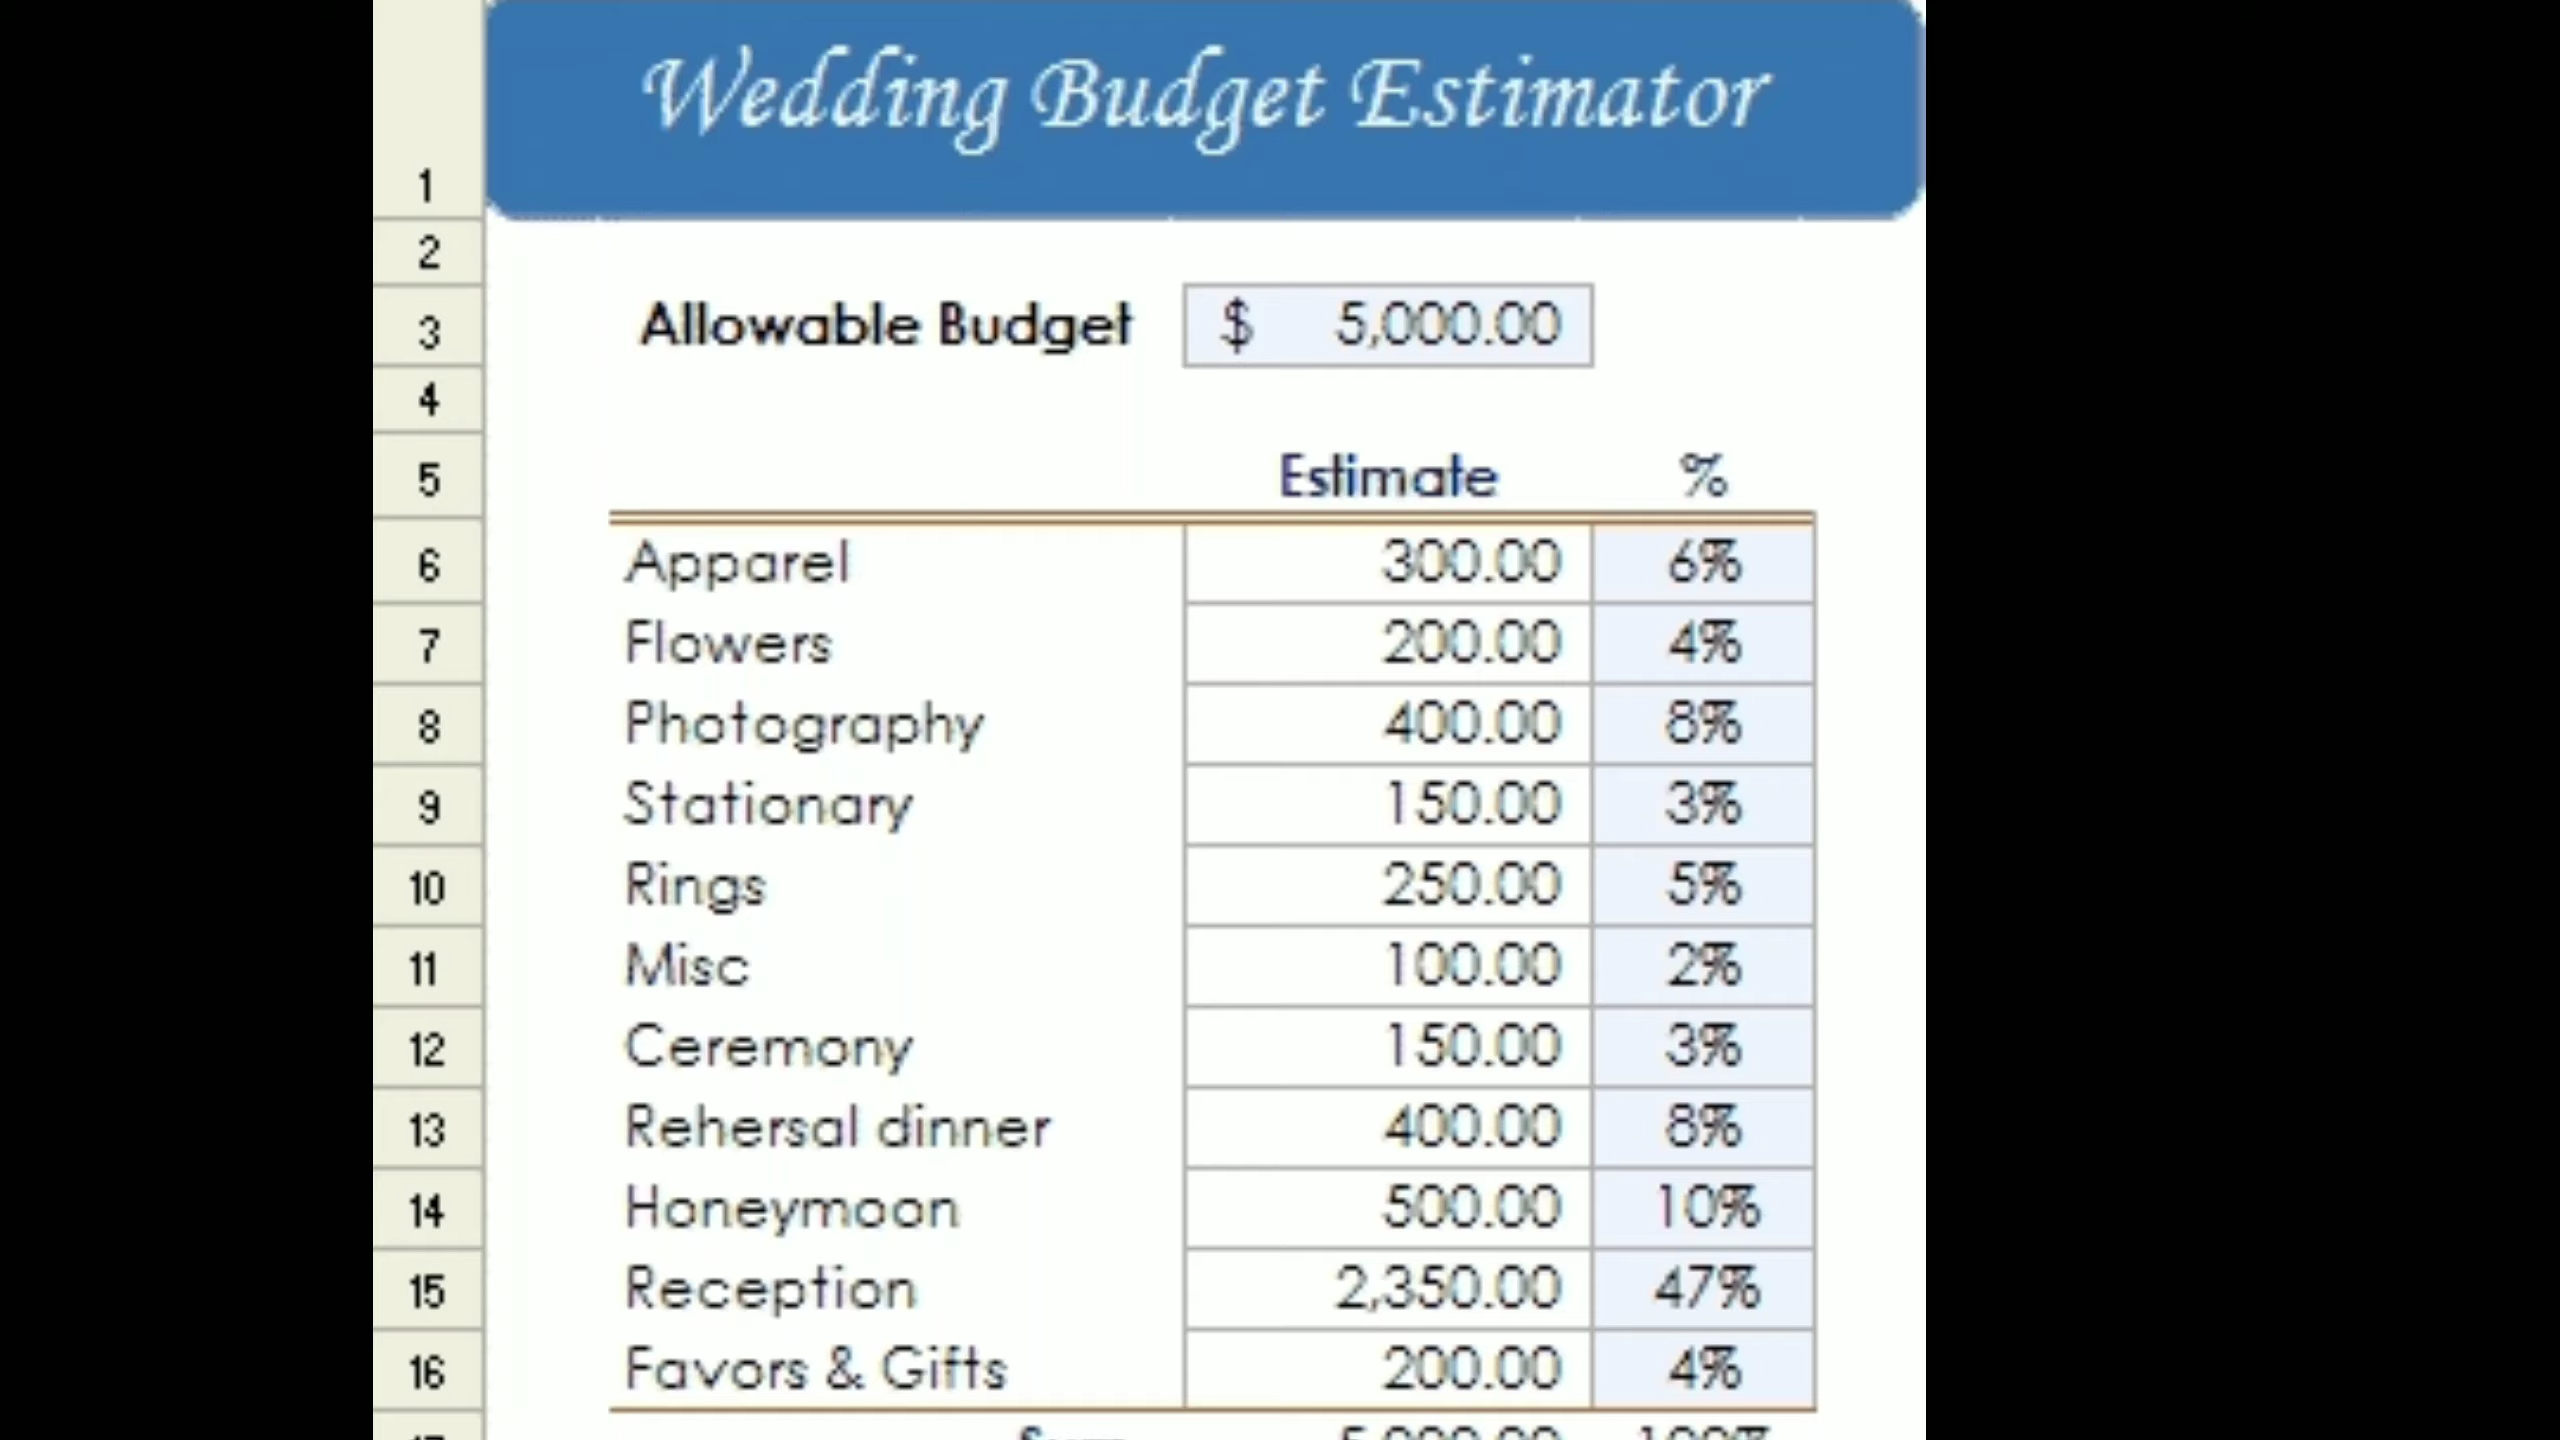 Wedding Budget Estimator
1
2
3 Allowable Budget $ 5,000.00
4
5 Estimate %
6 Apparel 300.00 6%
7 Flowers 200.00 4%
8 Photography 400.00 8%
9 Stationary 150.00 3%
10 Rings 250.00 5%
11 Misc 100.00 2%
12 Ceremony 150.00 3%
13 Rehersal dinner 400.00 8%
14 Honeymoon 500.00 10%
15 Reception 2,350.00 47%
16 Favors & Gifts 200.00 4%